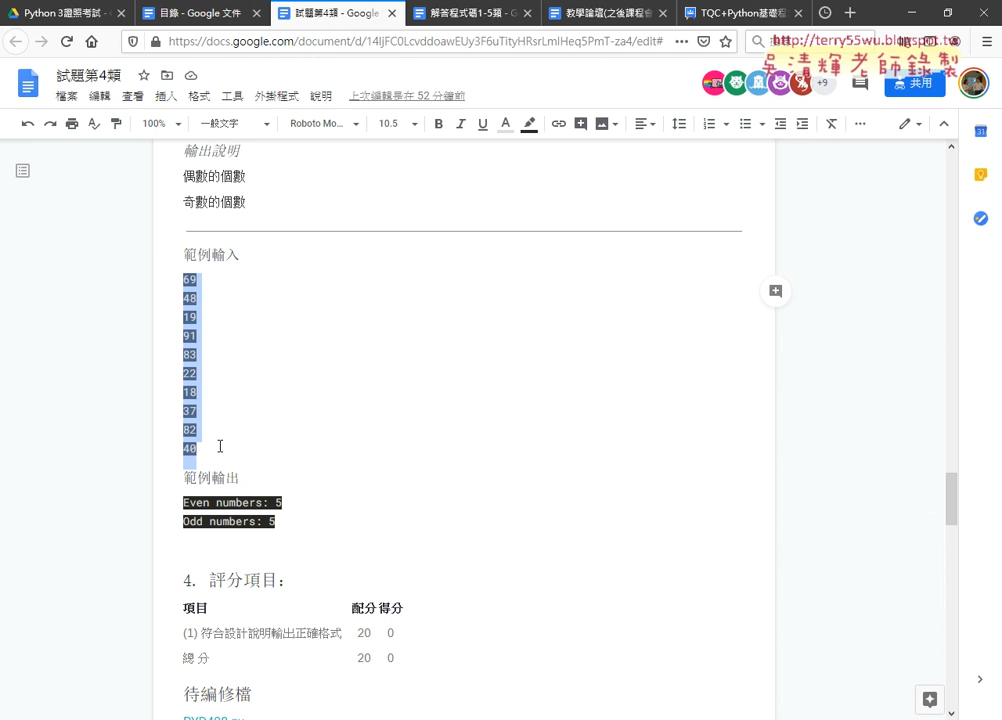 Python 3證照考試 -
目錄 - Google 文件
試題第4類 - Google
解答程式碼1-5類 - G
教學論壇(之後課程會
TQC+Python基礎程
https://docs.google.com/document/d/14IjFC0LcvddoawEUy3F6uTityHRsrLmlHeq5PmT-za4/edit#
http://terry55wu.blogspot.tw
吳清輝老師錄製
試題第4類
檔案 編輯 查看 插入 格式 工具 外掛程式 說明 上次編輯是在 52 分鐘前
+9
共用
100% 一般文字 Roboto Mo... 10.5 B I U A
31
輸出說明
偶數的個數
奇數的個數
範例輸入
69
48
19
91
83
22
18
37
82
40
範例輸出
Even numbers: 5
Odd numbers: 5
4. 評分項目:
項目 配分 得分
(1) 符合設計說明輸出正確格式 20 0
總 分 20 0
待編修檔